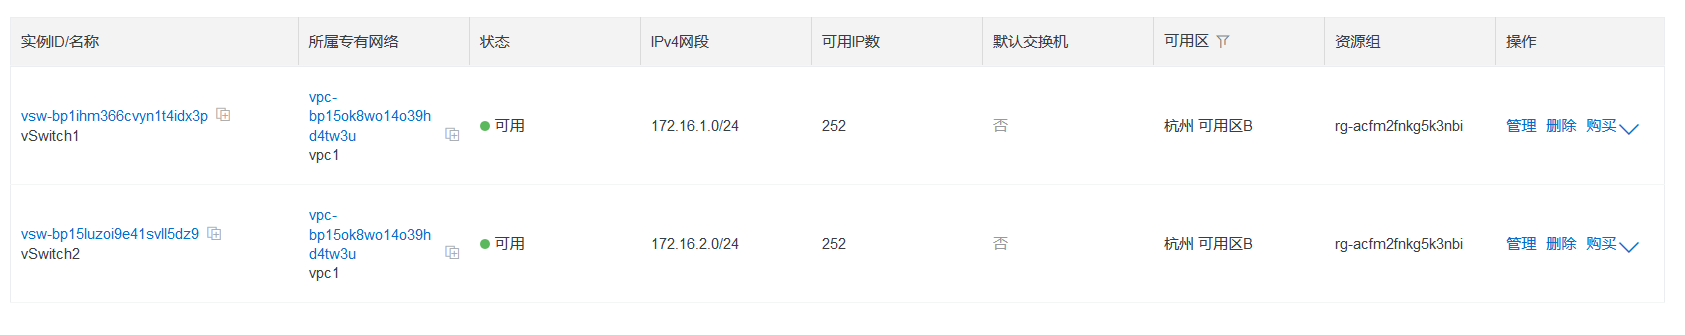 实例ID/名称 所属专有网络 状态 IPv4网段 可用IP数 默认交换机 可用区 资源组 操作
vsw-bp1ihm366cvyn1t4idx3p
vSwitch1
vpc-
bp15ok8wo14o39h
d4tw3u
vpc1
可用 172.16.1.0/24 252 否 杭州 可用区B rg-acfm2fnkg5k3nbi 管理 删除 购买
vsw-bp15luzoi9e41svll5dz9
vSwitch2
vpc-
bp15ok8wo14o39h
d4tw3u
vpc1
可用 172.16.2.0/24 252 否 杭州 可用区B rg-acfm2fnkg5k3nbi 管理 删除 购买